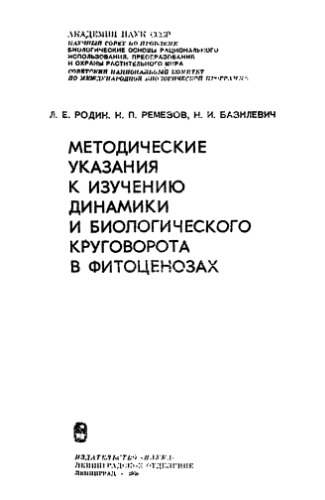 АКАДЕМИЯ НАУК СССР
НАУЧНЫЙ СОВЕТ ПО ПРОБЛЕМЕ
БИОЛОГИЧЕСКИЕ ОСНОВЫ РАЦИОНАЛЬНОГО
ИСПОЛЬЗОВАНИЯ, ПРЕОБРАЗОВАНИЯ
И ОХРАНЫ РАСТИТЕЛЬНОГО МИРА
СОВЕТСКИЙ НАЦИОНАЛЬНЫЙ КОМИТЕТ
ПО МЕЖДУНАРОДНОЙ БИОЛОГИЧЕСКОЙ ПРОГРАММЕ
Л. Е. РОДИН, Н. П. РЕМЕЗОВ, Н. И. БАЗИЛЕВИЧ
МЕТОДИЧЕСКИЕ
УКАЗАНИЯ
К ИЗУЧЕНИЮ
ДИНАМИКИ
И БИОЛОГИЧЕСКОГО
КРУГОВОРОТА
В ФИТОЦЕНОЗАХ
ИЗДАТЕЛЬСТВО «НАУКА»
ЛЕНИНГРАДСКОЕ ОТДЕЛЕНИЕ
ЛЕНИНГРАД